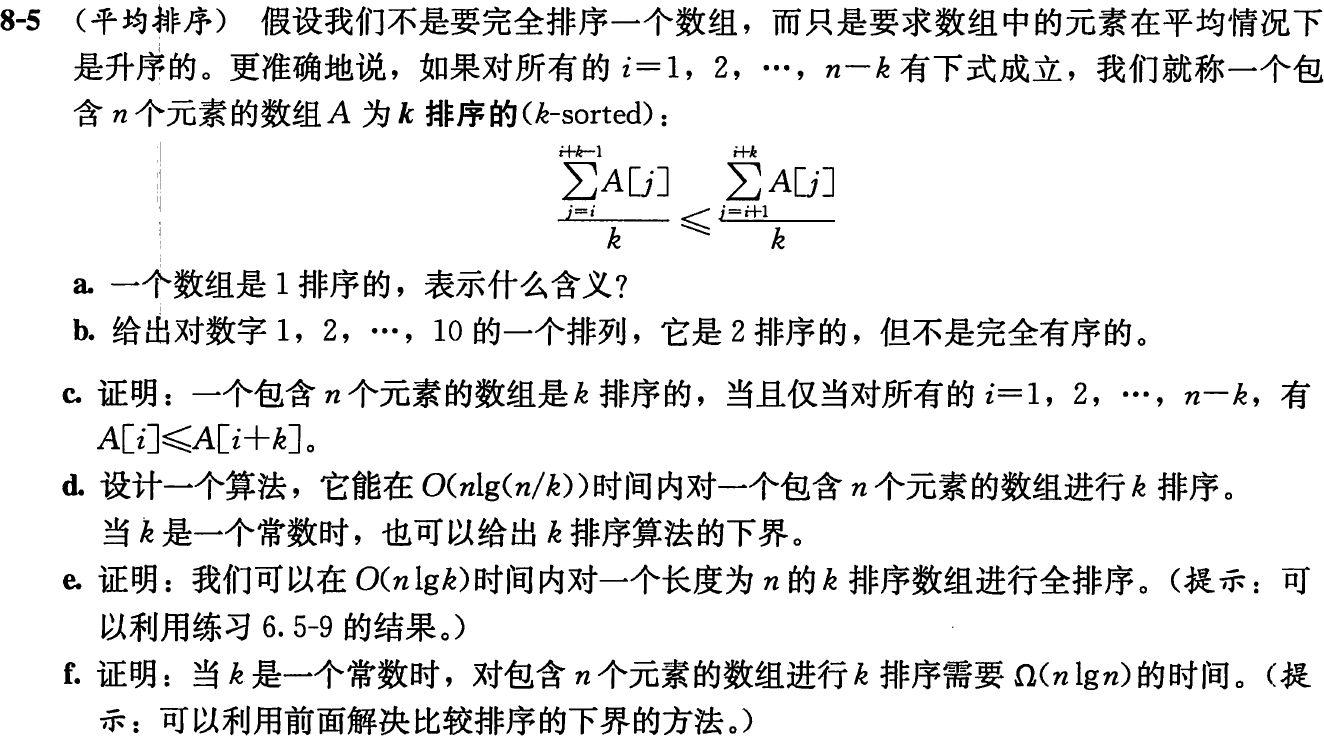 8-5 （平均排序） 假设我们不是要完全排序一个数组，而只是要求数组中的元素在平均情况下
是升序的。更准确地说，如果对所有的 i＝1，2，…，n－k 有下式成立，我们就称一个包
含 n 个元素的数组 A 为 k 排序的(k-sorted)：
\frac{\sum_{j=i}^{i+k-1} A[j]}{k} ≤ \frac{\sum_{j=i+1}^{i+k} A[j]}{k}
a. 一个数组是 1 排序的，表示什么含义？
b. 给出对数字 1，2，…，10 的一个排列，它是 2 排序的，但不是完全有序的。
c. 证明：一个包含 n 个元素的数组是 k 排序的，当且仅当对所有的 i＝1，2，…，n－k，有
A[i]≤A[i＋k]。
d. 设计一个算法，它能在 O(nlg(n/k))时间内对一个包含 n 个元素的数组进行 k 排序。
当 k 是一个常数时，也可以给出 k 排序算法的下界。
e. 证明：我们可以在 O(nlgk)时间内对一个长度为 n 的 k 排序数组进行全排序。（提示：可
以利用练习 6.5-9 的结果。）
f. 证明：当 k 是一个常数时，对包含 n 个元素的数组进行 k 排序需要 Ω(nlgn)的时间。（提
示：可以利用前面解决比较排序的下界的方法。）